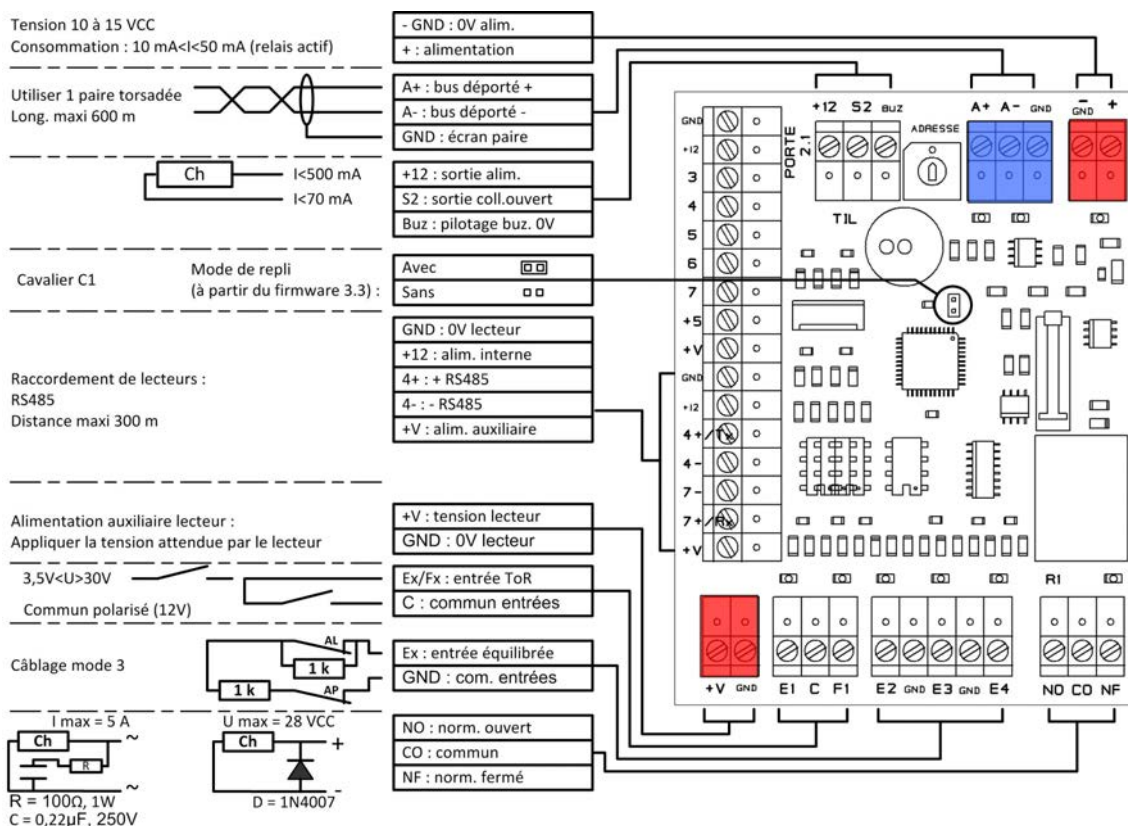 Tension 10 à 15 VCC
Consommation : 10 mA<I<50 mA (relais actif)
- GND : 0V alim.
+ : alimentation
Utiliser 1 paire torsadée
Long. maxi 600 m
A+ : bus déporté +
A- : bus déporté -
GND : écran paire
Ch
I<500 mA
I<70 mA
+12 : sortie alim.
S2 : sortie coll.ouvert
Buz : pilotage buz. 0V
Cavalier C1
Mode de repli
(à partir du firmware 3.3) :
Avec
Sans
Raccordement de lecteurs :
RS485
Distance maxi 300 m
GND : 0V lecteur
+12 : alim. interne
4+ : + RS485
4- : - RS485
+V : alim. auxiliaire
Alimentation auxiliaire lecteur :
Appliquer la tension attendue par le lecteur
+V : tension lecteur
GND : 0V lecteur
3,5V<U>30V
Commun polarisé (12V)
Ex/Fx : entrée ToR
C : commun entrées
Câblage mode 3
AL
1 k
1 k
AP
Ex : entrée équilibrée
GND : com. entrées
I max = 5 A
Ch
~
R
~
R = 100Ω, 1W
C = 0,22µF, 250V
U max = 28 VCC
Ch
+
-
D = 1N4007
NO : norm. ouvert
CO : commun
NF : norm. fermé
+12 S2 BUZ
ADRESSE
A+ A- GND
- +
GND
PORTE
2.1
TIL
GND
+12
3
4
5
6
7
+5
+V
GND
+12
4+/Tx
4-
7-
7+/Rx
+V
R1
+V GND
E1 C F1
E2 GND E3 GND E4
NO CO NF